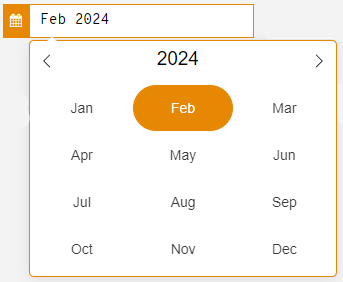 Feb 2024
2024
Jan Feb Mar
Apr May Jun
Jul Aug Sep
Oct Nov Dec